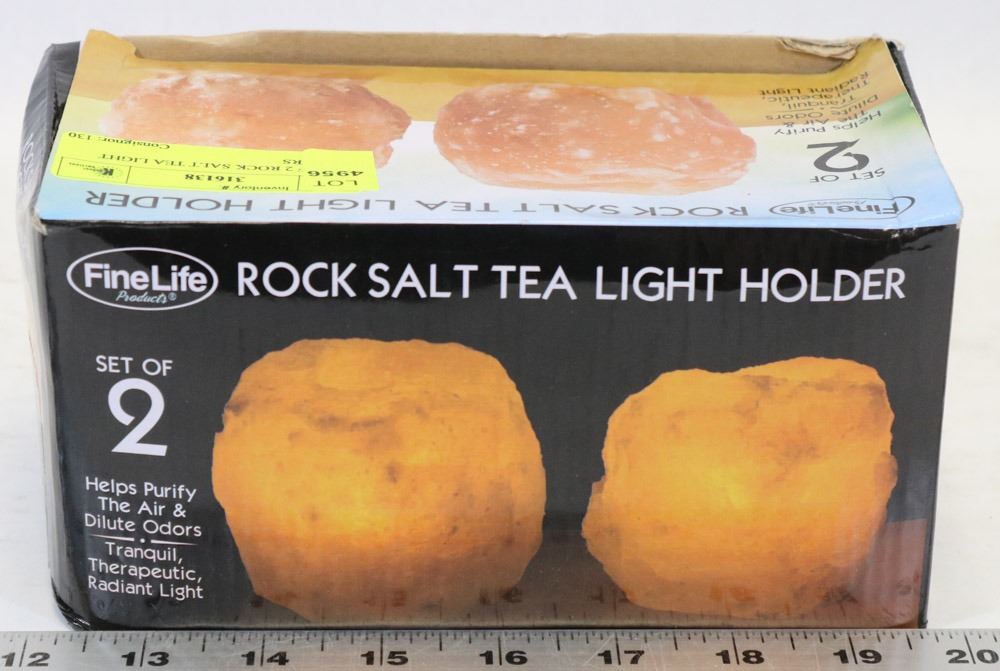 SET OF
2
Helps Purify
The Air &
Dilute Odors
Tranquil,
Therapeutic,
Radiant Light
FineLife
Products®
ROCK SALT TEA LIGHT HOLDER
LOT
4956
Inventory#
316138
2 ROCK SALT TEA LIGHT
RS
Consignor: 130
FineLife
Products®
ROCK SALT TEA LIGHT HOLDER
SET OF
2
Helps Purify
The Air &
Dilute Odors
Tranquil,
Therapeutic,
Radiant Light
12 13 14 15 16 17 18 19 20